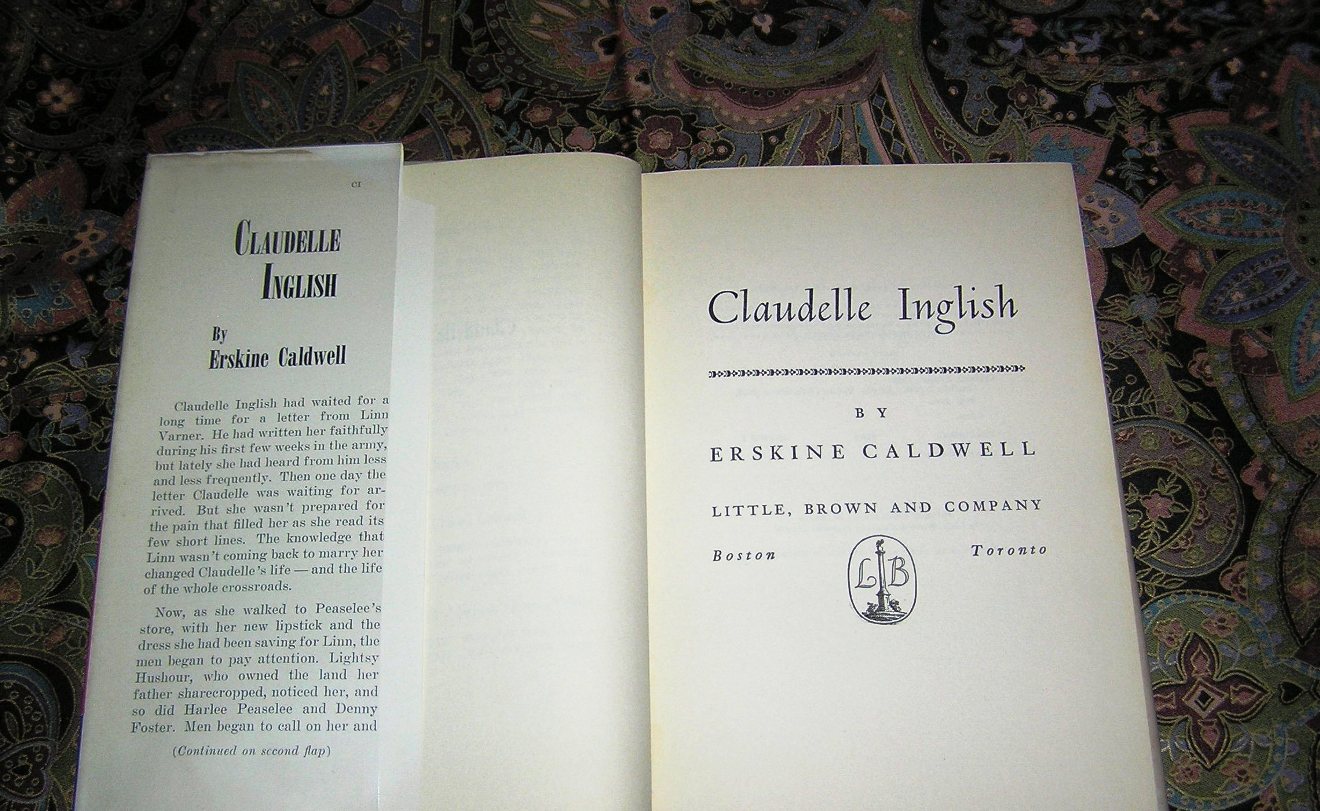 CI
CLAUDELLE
INGLISH
By
Erskine Caldwell
Claudelle Inglish had waited for a
long time for a letter from Linn
Varner. He had written her faithfully
during his first few weeks in the army,
but lately she had heard from him less
and less frequently. Then one day the
letter Claudelle was waiting for ar-
rived. But she wasn't prepared for
the pain that filled her as she read its
few short lines. The knowledge that
Linn wasn't coming back to marry her
changed Claudelle's life — and the life
of the whole crossroads.
Now, as she walked to Peaselee's
store, with her new lipstick and the
dress she had been saving for Linn, the
men began to pay attention. Lightsy
Hushour, who owned the land her
father sharecropped, noticed her, and
so did Harlee Peaselee and Denny
Foster. Men began to call on her and
(Continued on second flap)
Claudelle Inglish
BY
ERSKINE CALDWELL
LITTLE, BROWN AND COMPANY
Boston Toronto
LB